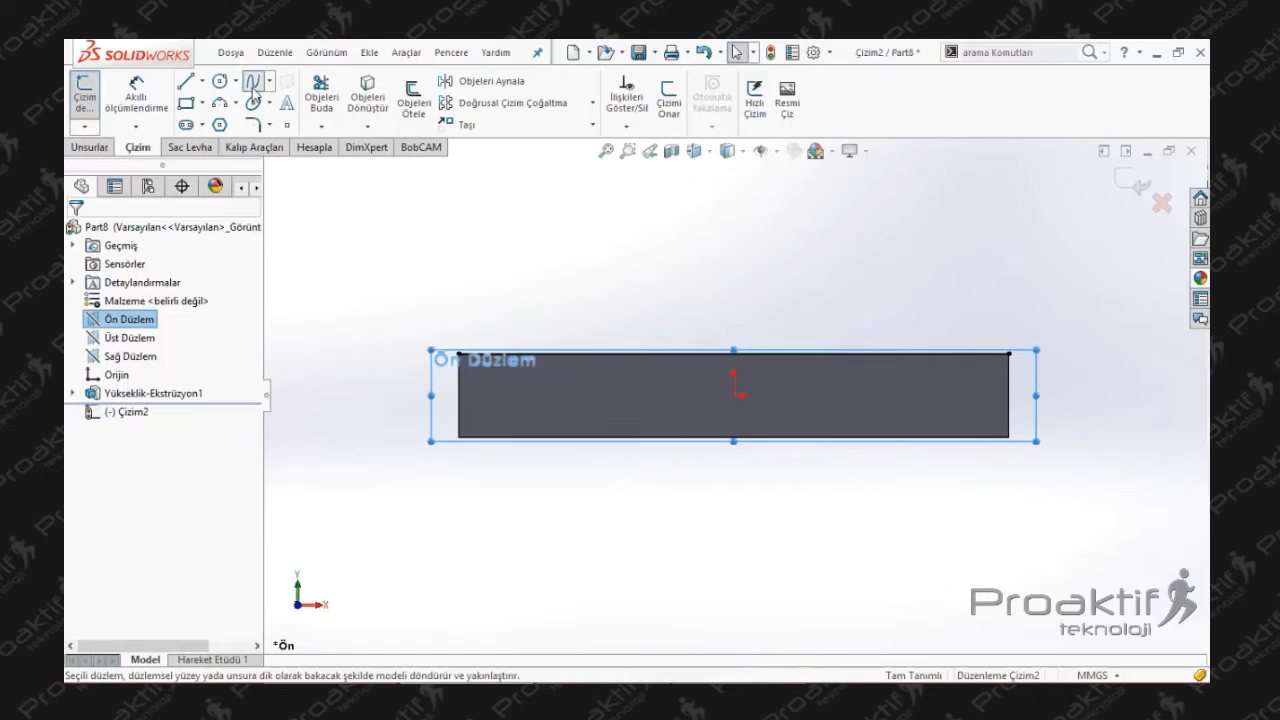 SOLIDWORKS
Dosya Düzenle Görünüm Ekle Araçlar Pencere Yardım
Çizim2 / Part8 *
arama Komutları
Çizim de...
Akıllı ölçümlendirme
Objeleri Buda
Objeleri Dönüştür
Objeleri Ötele
Objeleri Aynala
Doğrusal Çizim Çoğaltma
Taşı
İlişkileri Göster/Sil
Çizimi Onar
Otomatik Yakalama
Hızlı Çizim
Resmi Çiz
Unsurlar Çizim Sac Levha Kalıp Araçları Hesapla DimXpert BobCAM
Part8 (Varsayılan<<Varsayılan>_Görünt
Geçmiş
Sensörler
Detaylandırmalar
Malzeme <belirli değil>
Ön Düzlem
Üst Düzlem
Sağ Düzlem
Orijin
Yükseklik-Ekstrüzyon1
(-) Çizim2
Ön Düzlem
Y
X
*Ön
Proaktif
teknoloji
Model Hareket Etüdü 1
Seçili düzlem, düzlemsel yüzey yada unsura dik olarak bakacak şekilde modeli döndürür ve yakınlaştırır.
Tam Tanımlı Düzenleme Çizim2 MMGS